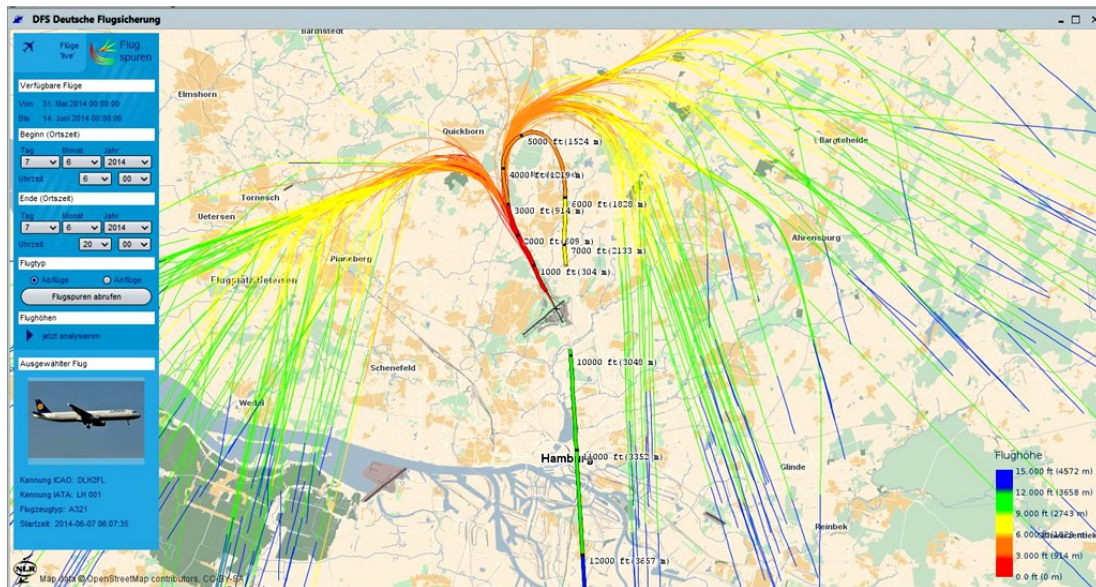 DFS Deutsche Flugsicherung
Flüge
'live'
Flug
spuren
Verfügbare Flüge
Von 31. Mai 2014 00:00:00
Bis 14. Juni 2014 00:00:00
Beginn (Ortszeit)
Tag Monat Jahr
7 6 2014
Uhrzeit 6 00
Ende (Ortszeit)
Tag Monat Jahr
7 6 2014
Uhrzeit 20 00
Flugtyp
Abflüge Anflüge
Flugspuren abrufen
Flughöhen
jetzt analysieren
Ausgewählter Flug
Kennung ICAO: DLH2FL
Kennung IATA: LH 001
Flugzeugtyp: A321
Startzeit: 2014-06-07 06:07:35
Barmstedt
Elmshorn
Quickborn
5000 ft(1524 m)
Bargteheide
4000 ft(1219 m)
Tornesch
6000 ft(1828 m)
3000 ft(914 m)
Uetersen
2000 ft(609 m)
7000 ft(2133 m)
Ahrensburg
Pinneberg
1000 ft(304 m)
Flugplatz Uetersen
10000 ft(3048 m)
Schenefeld
Wedel
Hamburg
11000 ft(3352 m)
Glinde
Reinbek
12000 ft(3657 m)
Flughöhe
15.000 ft (4572 m)
12.000 ft (3658 m)
9.000 ft (2743 m)
6.000 ft (1829 m)
3.000 ft (914 m)
0.0 ft (0 m)
NLR
Map data © OpenStreetMap contributors, CC-BY-SA